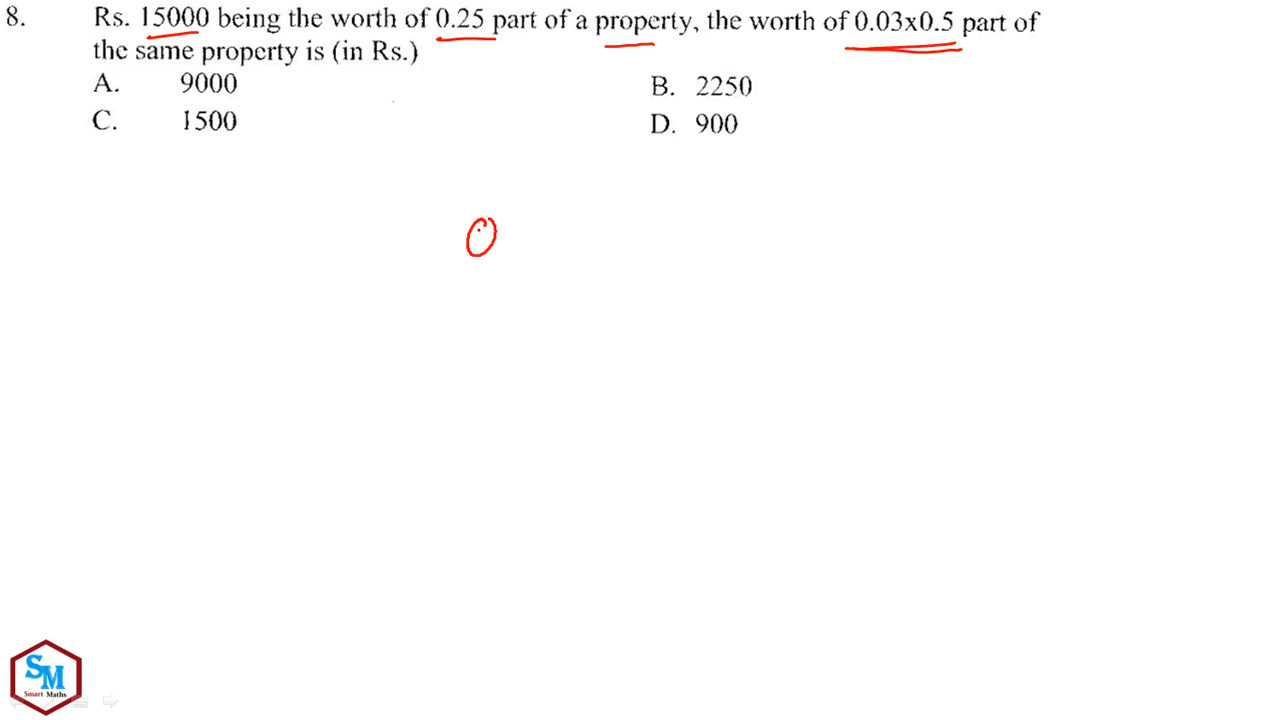 8. Rs. 15000 being the worth of 0.25 part of a property, the worth of 0.03x0.5 part of
the same property is (in Rs.)
A. 9000 B. 2250
C. 1500 D. 900
0
SM
Smart Maths